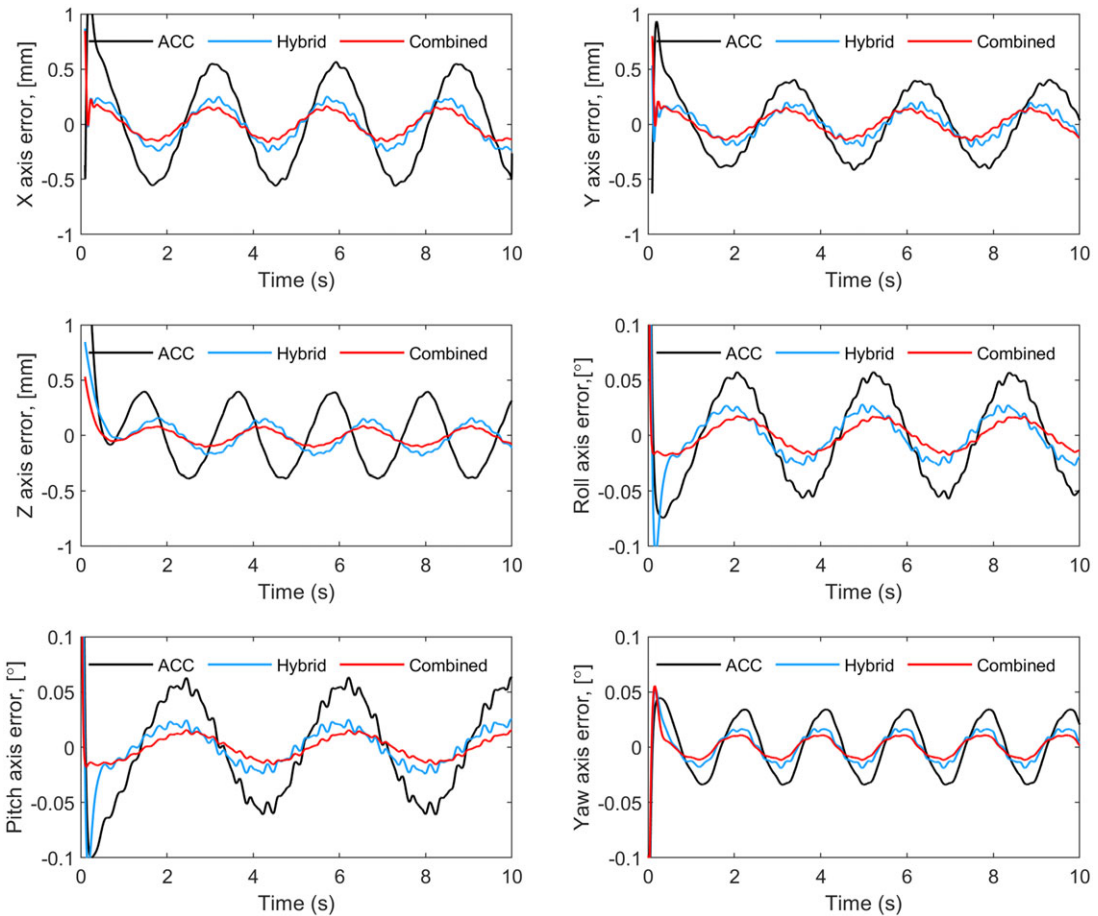 1
ACC Hybrid Combined
0.5
0
-0.5
-1
X axis error, [mm]
0 2 4 6 8 10
Time (s)
1
ACC Hybrid Combined
0.5
0
-0.5
-1
Y axis error, [mm]
0 2 4 6 8 10
Time (s)
1
ACC Hybrid Combined
0.5
0
-0.5
-1
Z axis error, [mm]
0 2 4 6 8 10
Time (s)
0.1
ACC Hybrid Combined
0.05
0
-0.05
-0.1
Roll axis error,[°]
0 2 4 6 8 10
Time (s)
0.1
ACC Hybrid Combined
0.05
0
-0.05
-0.1
Pitch axis error, [°]
0 2 4 6 8 10
Time (s)
0.1
ACC Hybrid Combined
0.05
0
-0.05
-0.1
Yaw axis error, [°]
0 2 4 6 8 10
Time (s)